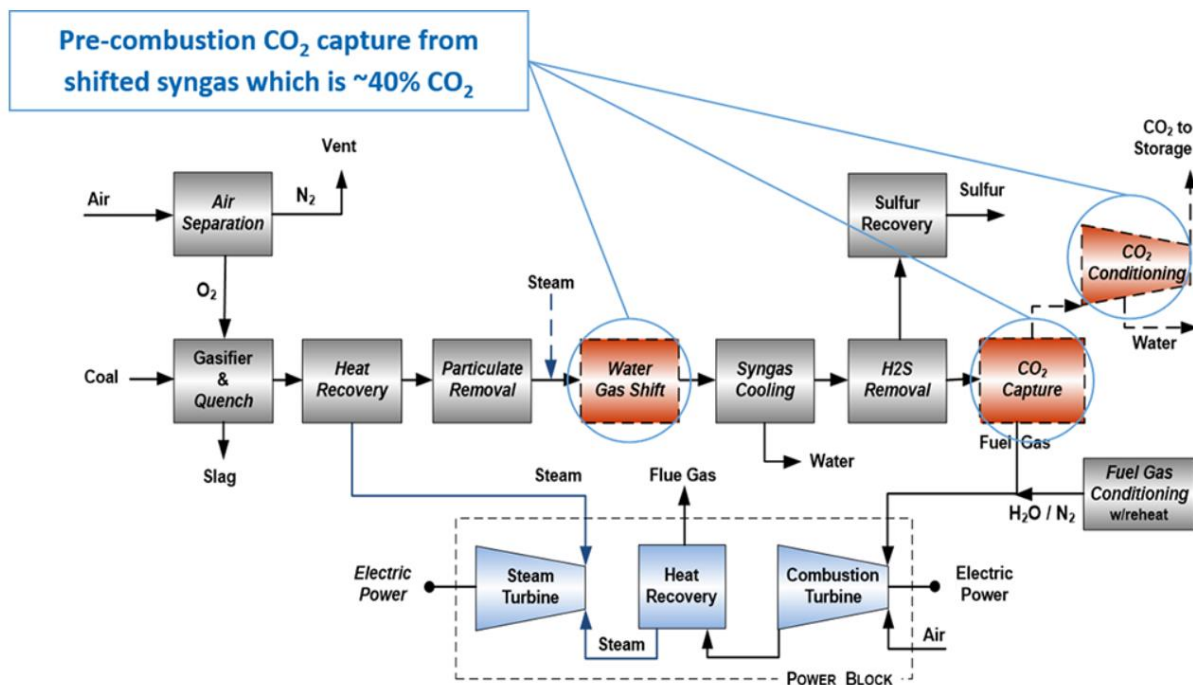 Pre-combustion CO₂ capture from
shifted syngas which is ~40% CO₂
CO₂ to
Storage
Vent
Air
Air
Separation
N₂
Sulfur
Recovery
Sulfur
CO₂
Conditioning
O₂
Steam
Water
Coal
Gasifier
&
Quench
Heat
Recovery
Particulate
Removal
Water
Gas Shift
Syngas
Cooling
H2S
Removal
CO₂
Capture
Fuel Gas
Slag
Water
Steam
Flue Gas
Fuel Gas
Conditioning
w/reheat
H₂O / N₂
Electric
Power
Steam
Turbine
Heat
Recovery
Combustion
Turbine
Electric
Power
Steam
Air
POWER BLOCK